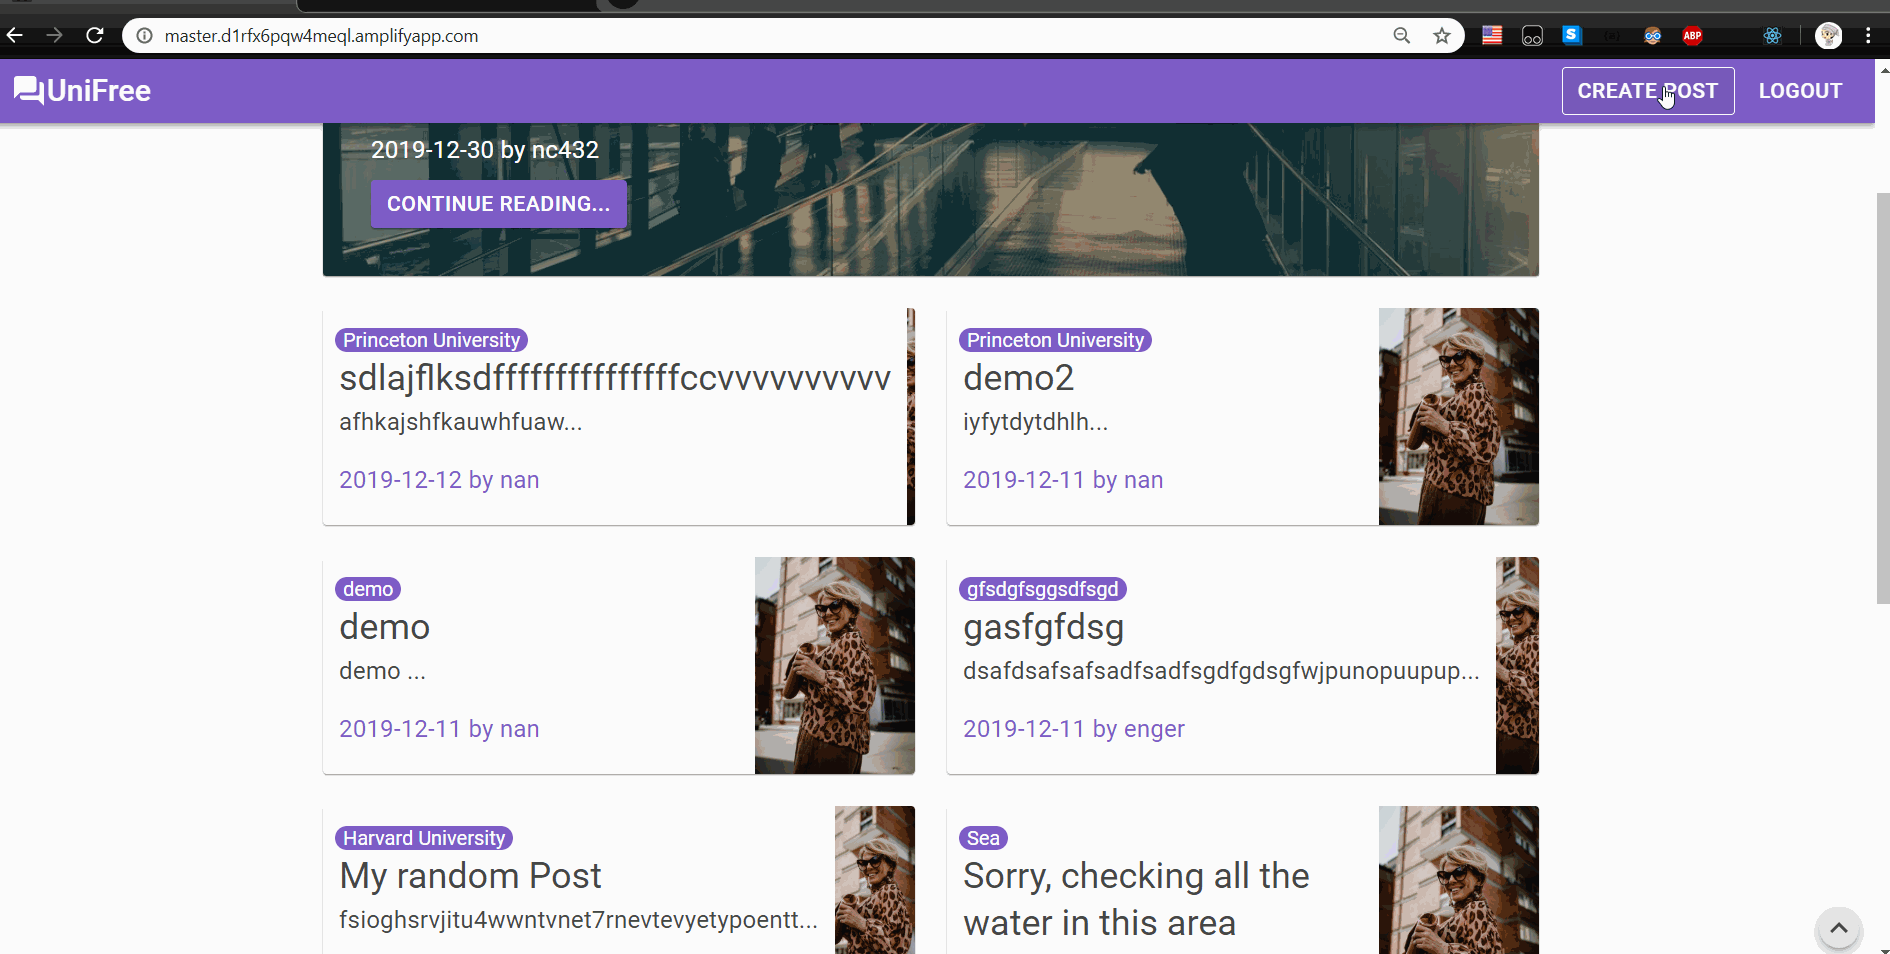 master.d1rfx6pqw4meql.amplifyapp.com
S
ABP
UniFree
CREATE POST
LOGOUT
2019-12-30 by nc432
CONTINUE READING...
Princeton University
sdlajflksdfffffffffffffffccvvvvvvvvvvv
afhkajshfkauwhfuaw...
2019-12-12 by nan
Princeton University
demo2
iyfytdytdhlh...
2019-12-11 by nan
demo
demo
demo ...
2019-12-11 by nan
gfsdgfsggsdfsgd
gasfgfdsg
dsafdsafsafsadfsadfsgdfgdsgfwjpunopuupup...
2019-12-11 by enger
Harvard University
My random Post
fsioghsrvjitu4wwntvnet7rnevtevyetypoentt...
Sea
Sorry, checking all the
water in this area